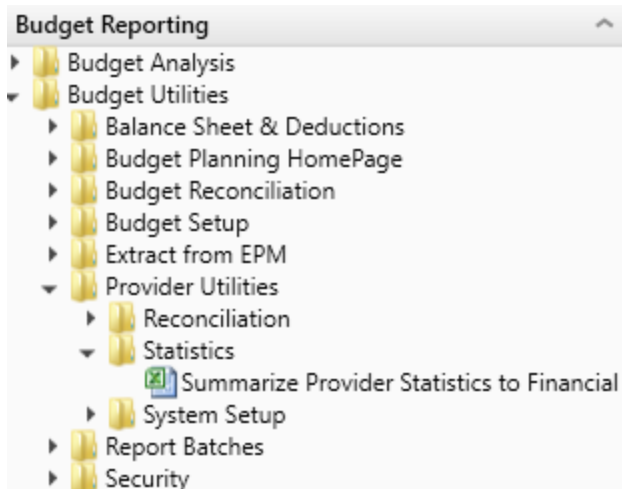 Budget Reporting
Budget Analysis
Budget Utilities
Balance Sheet & Deductions
Budget Planning HomePage
Budget Reconciliation
Budget Setup
Extract from EPM
Provider Utilities
Reconciliation
Statistics
Summarize Provider Statistics to Financial
System Setup
Report Batches
Security